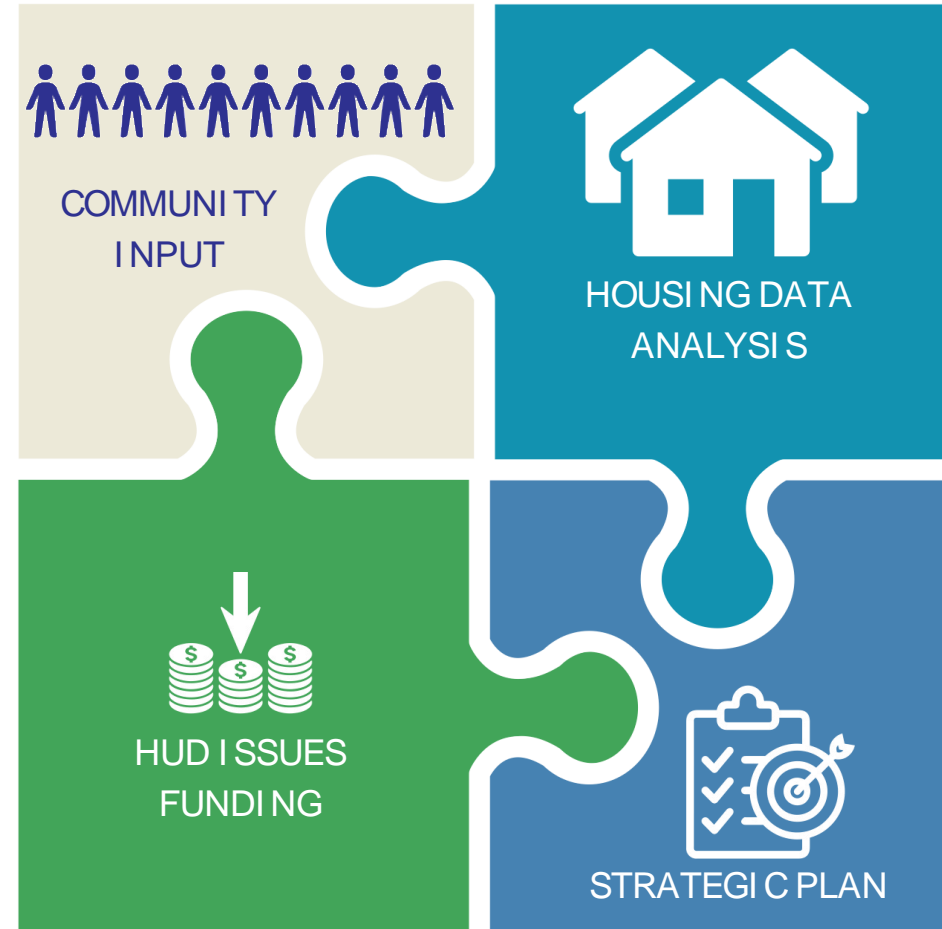 COMMUNITY
INPUT
HOUSING DATA
ANALYSIS
$ $ $
HUD ISSUES
FUNDING
STRATEGIC PLAN